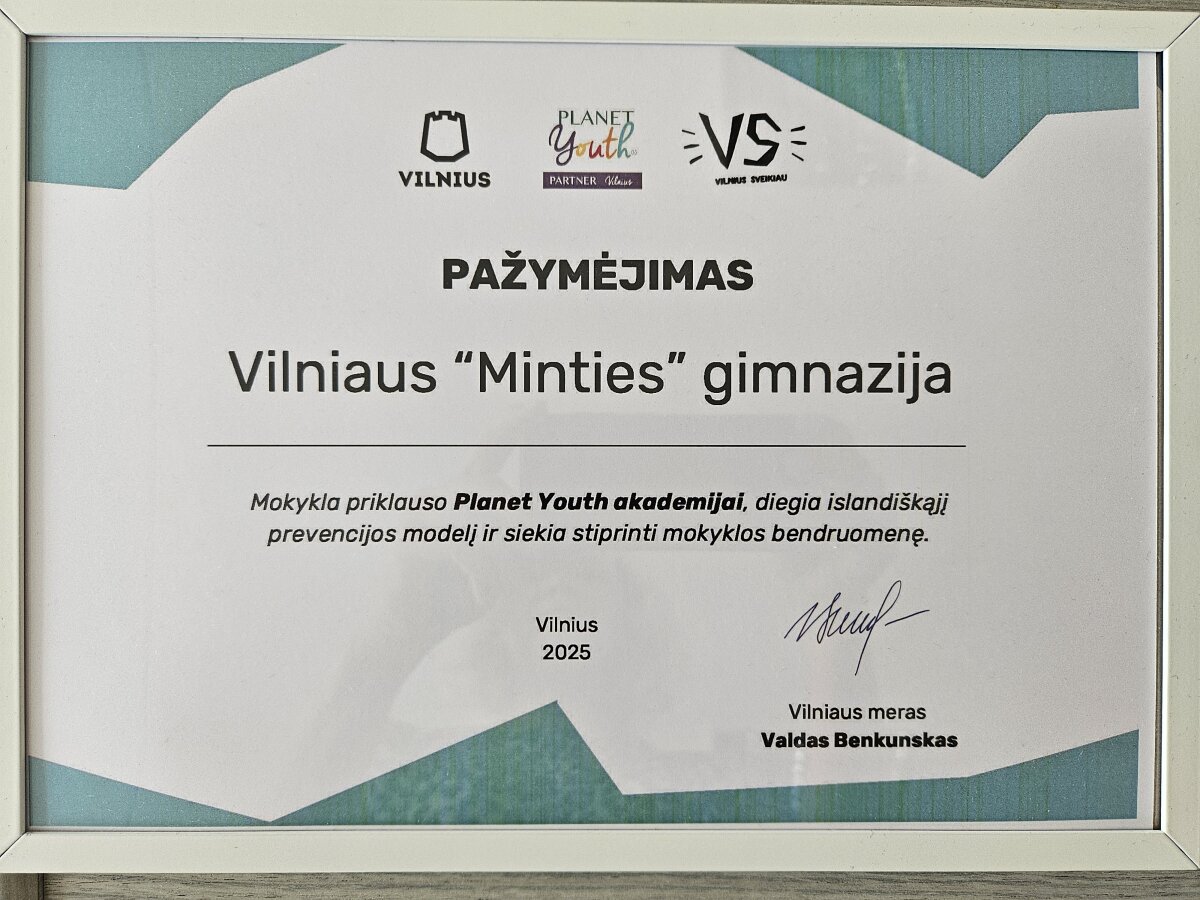 VILNIUS
PLANET
Youth
PARTNER Vilnius
VS
VILNIUS SVEIKIAU
PAŽYMĖJIMAS
Vilniaus “Minties” gimnazija
Mokykla priklauso Planet Youth akademijai, diegia islandiškąjį
prevencijos modelį ir siekia stiprinti mokyklos bendruomenę.
Vilnius
2025
Vilniaus meras
Valdas Benkunskas